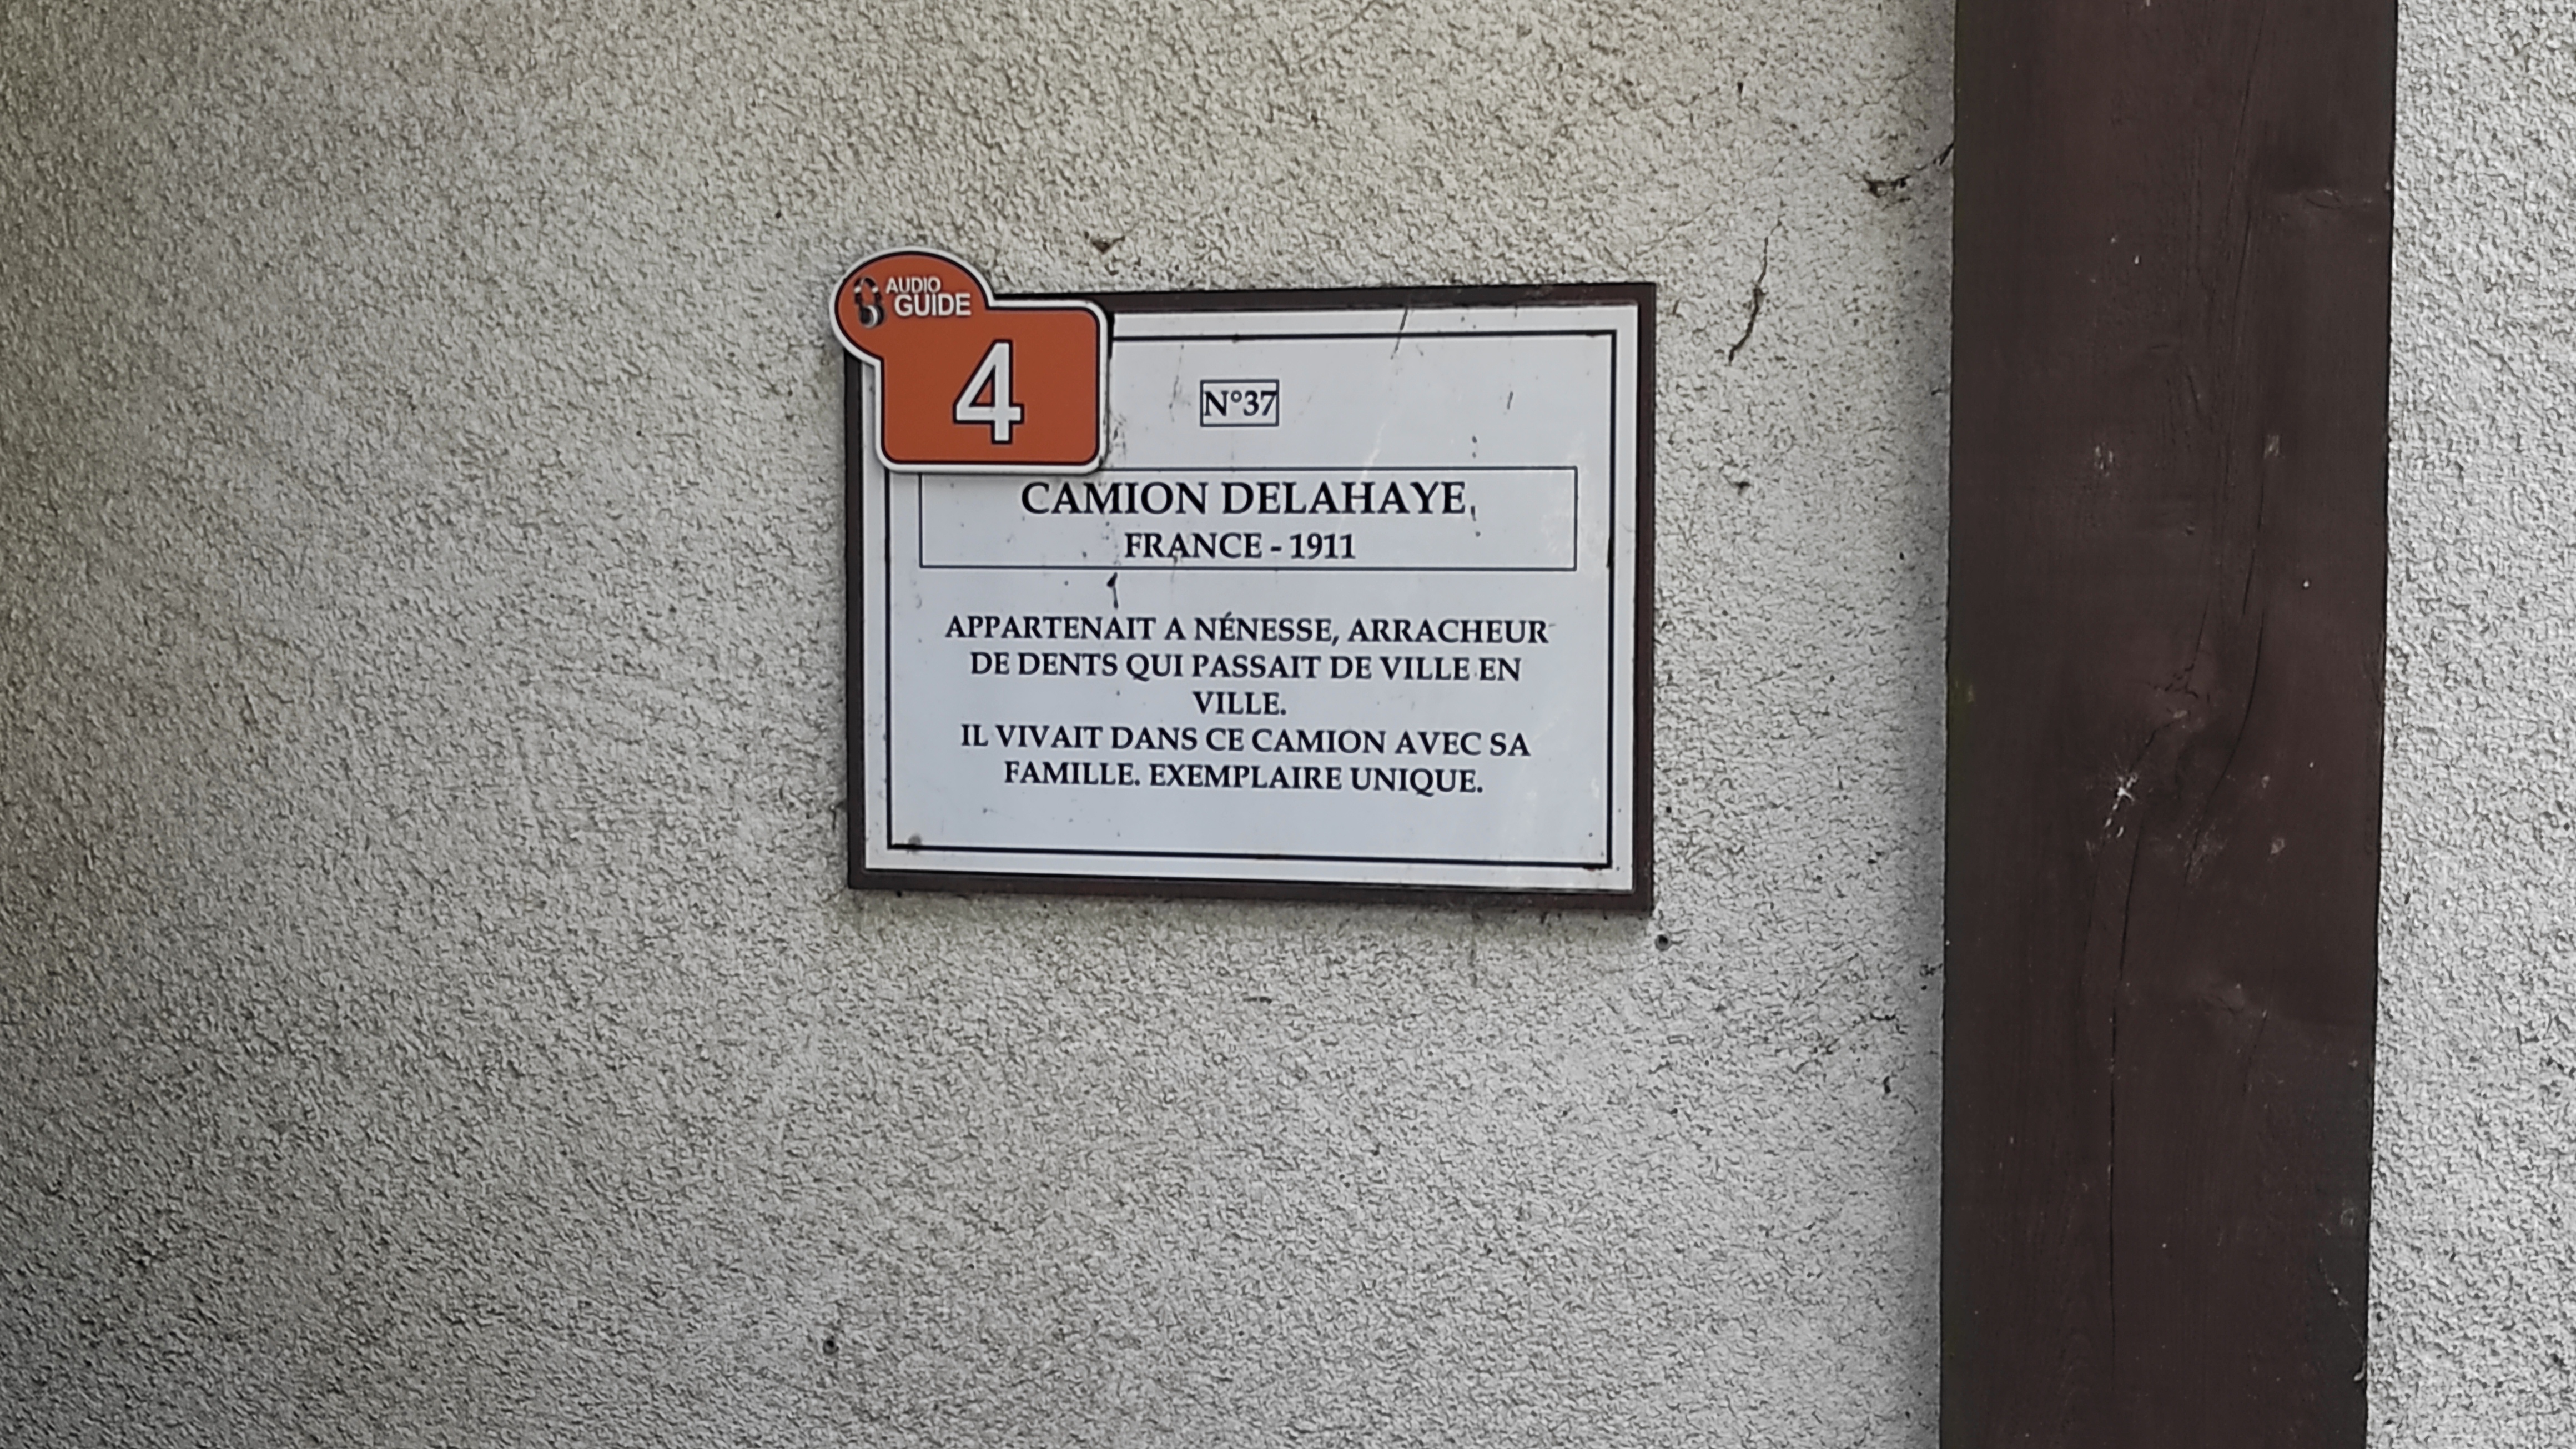 AUDIO
GUIDE
4
N°37
CAMION DELAHAYE
FRANCE - 1911
APPARTENAIT A NÉNESSE, ARRACHEUR
DE DENTS QUI PASSAIT DE VILLE EN
VILLE.
IL VIVAIT DANS CE CAMION AVEC SA
FAMILLE. EXEMPLAIRE UNIQUE.